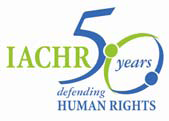 IACHR 50 years
defending
HUMAN RIGHTS